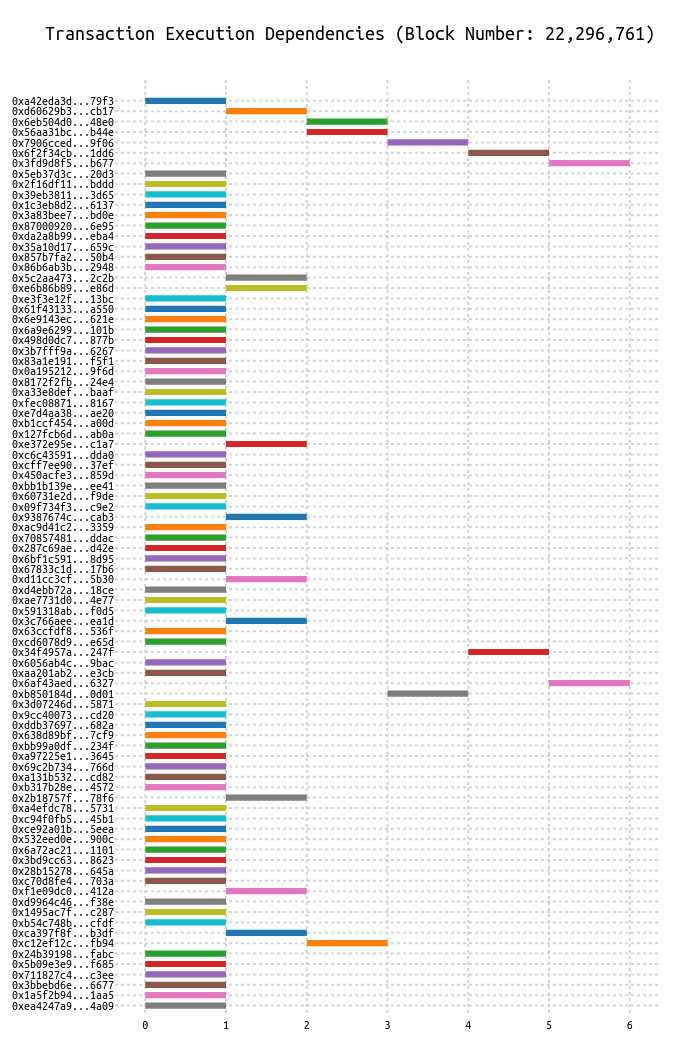 Transaction Execution Dependencies (Block Number: 22,296,761)
0xa42eda3d...79f3
0xd60629b3...cb17
0x6eb504d0...48e0
0x56aa31bc...b44e
0x7906cced...9f06
0x6f2f34cb...1dd6
0x3fd9d8f5...b677
0x5eb37d3c...20d3
0x2f16df11...bddd
0x39eb3811...3d65
0x1c3eb8d2...6137
0x3a83bee7...bd0e
0x87000920...6e95
0xda2a8b99...eba4
0x35a10d17...659c
0x857b7fa2...50b4
0x86b6ab3b...2948
0x5c2aa473...2c2b
0xe6b86b89...e86d
0xe3f3e12f...13bc
0x61f43133...a550
0x6e9143ec...621e
0x6a9e6299...101b
0x498d0dc7...877b
0x3b7fff9a...6267
0x83a1e191...f5f1
0x0a195212...9f6d
0x8172f2fb...24e4
0xa33e8def...baaf
0xfec08871...8167
0xe7d4aa38...ae20
0xb1ccf454...a00d
0x127fcb6d...ab0a
0xe372e95e...c1a7
0xc6c43591...dda0
0xcff7ee90...37ef
0x450acfe3...859d
0xbb1b139e...ee41
0x60731e2d...f9de
0x09f734f3...c9e2
0x9387674c...cab3
0xac9d41c2...3359
0x70857481...ddac
0x287c69ae...d42e
0x6bf1c591...8d95
0x67833c1d...17b6
0xd11cc3cf...5b30
0xd4ebb72a...18ce
0xae7731d0...4e77
0x591318ab...f0d5
0x3c766aee...ea1d
0x63ccfdf8...536f
0xcd6078d9...e65d
0x34f4957a...247f
0x6056ab4c...9bac
0xaa201ab2...e3cb
0x6af43aed...6327
0xb850184d...0d01
0x3d07246d...5871
0x9cc40073...cd20
0xddb37697...682a
0x638d89bf...7cf9
0xbb99a0df...234f
0xa97225e1...3645
0x69c2b734...766d
0xa131b532...cd82
0xb317b28e...4572
0x2b18757f...78f6
0xa4efdc78...5731
0xc94f0fb5...45b1
0xce92a01b...5eea
0x532eed0e...900c
0x6a72ac21...1101
0x3bd9cc63...8623
0x28b15278...645a
0xc70d8fe4...703a
0xf1e09dc0...412a
0xd9964c46...f38e
0x1495ac7f...c287
0xb54c748b...cfdf
0xca397f8f...b3df
0xc12ef12c...fb94
0x24b39198...fabc
0x5b09e3e9...f685
0x711827c4...c3ee
0x3bbebd6e...6677
0x1a5f2b94...1aa5
0xea4247a9...4a09
0 1 2 3 4 5 6